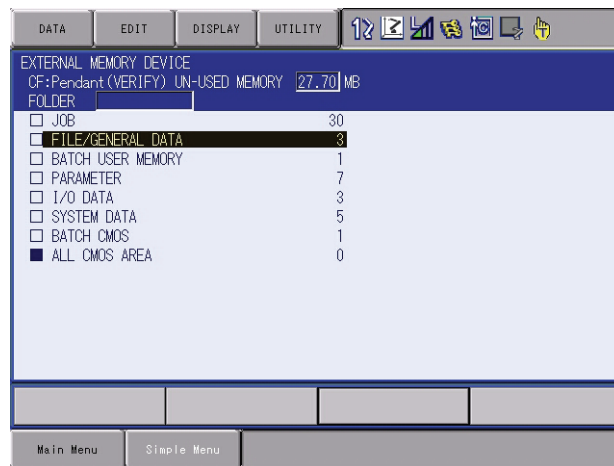 DATA EDIT DISPLAY UTILITY
EXTERNAL MEMORY DEVICE
CF:Pendant(VERIFY) UN-USED MEMORY 27.70 MB
FOLDER
JOB 30
FILE/GENERAL DATA 3
BATCH USER MEMORY 1
PARAMETER 7
I/O DATA 3
SYSTEM DATA 5
BATCH CMOS 1
ALL CMOS AREA 0
Main Menu Simple Menu